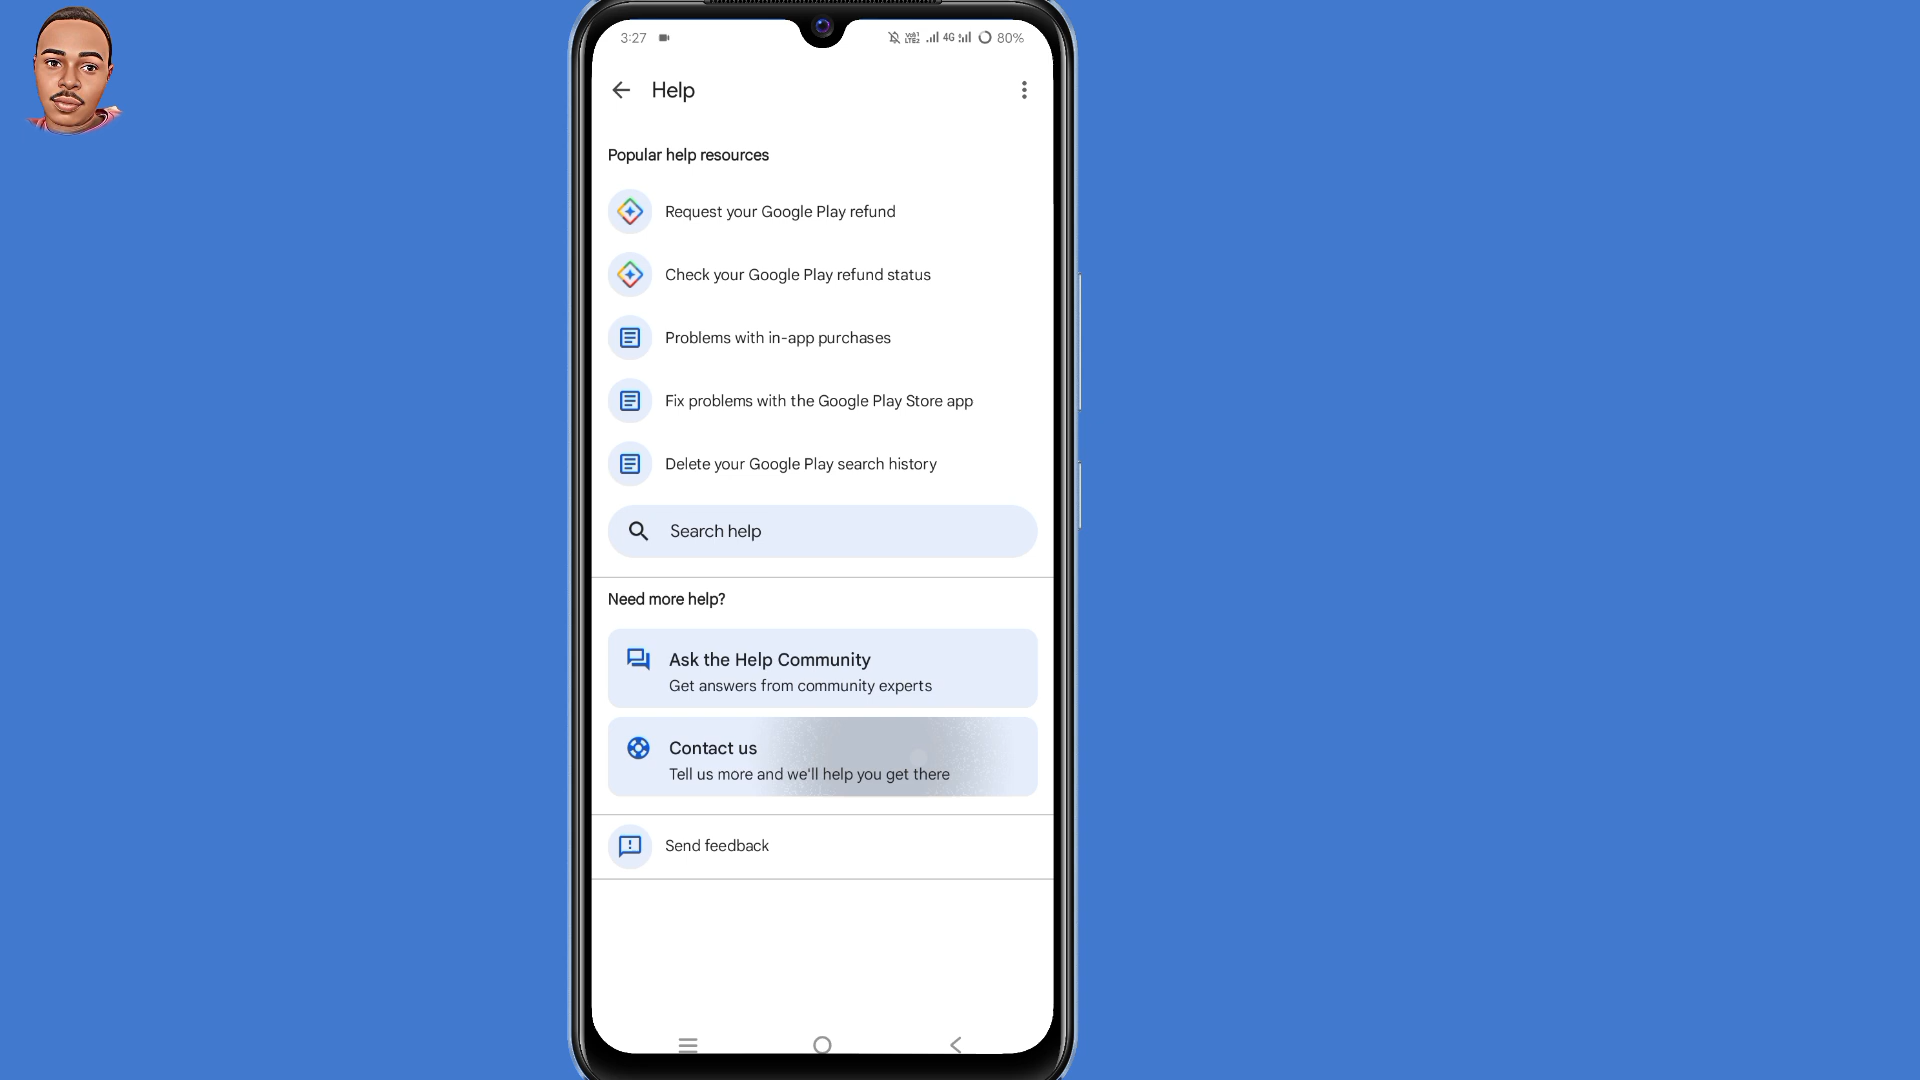 3:27
4G
80%
Help
Popular help resources
Request your Google Play refund
Check your Google Play refund status
Problems with in-app purchases
Fix problems with the Google Play Store app
Delete your Google Play search history
Search help
Need more help?
Ask the Help Community
Get answers from community experts
Contact us
Tell us more and we'll help you get there
Send feedback